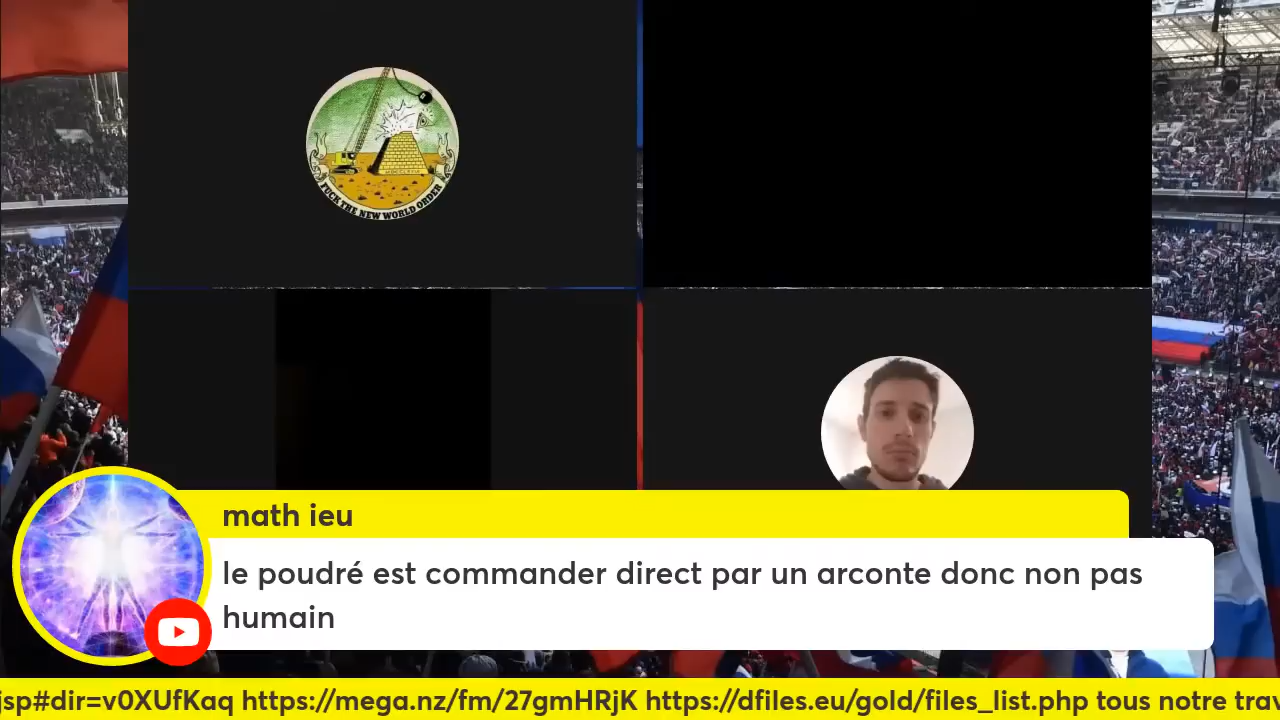 FUCK THE NEW WORLD ORDER
math ieu
le poudré est commander direct par un arconte donc non pas
humain
jsp#dir=v0XUfKaq https://mega.nz/fm/27gmHRjK https://dfiles.eu/gold/files_list.php tous notre trav